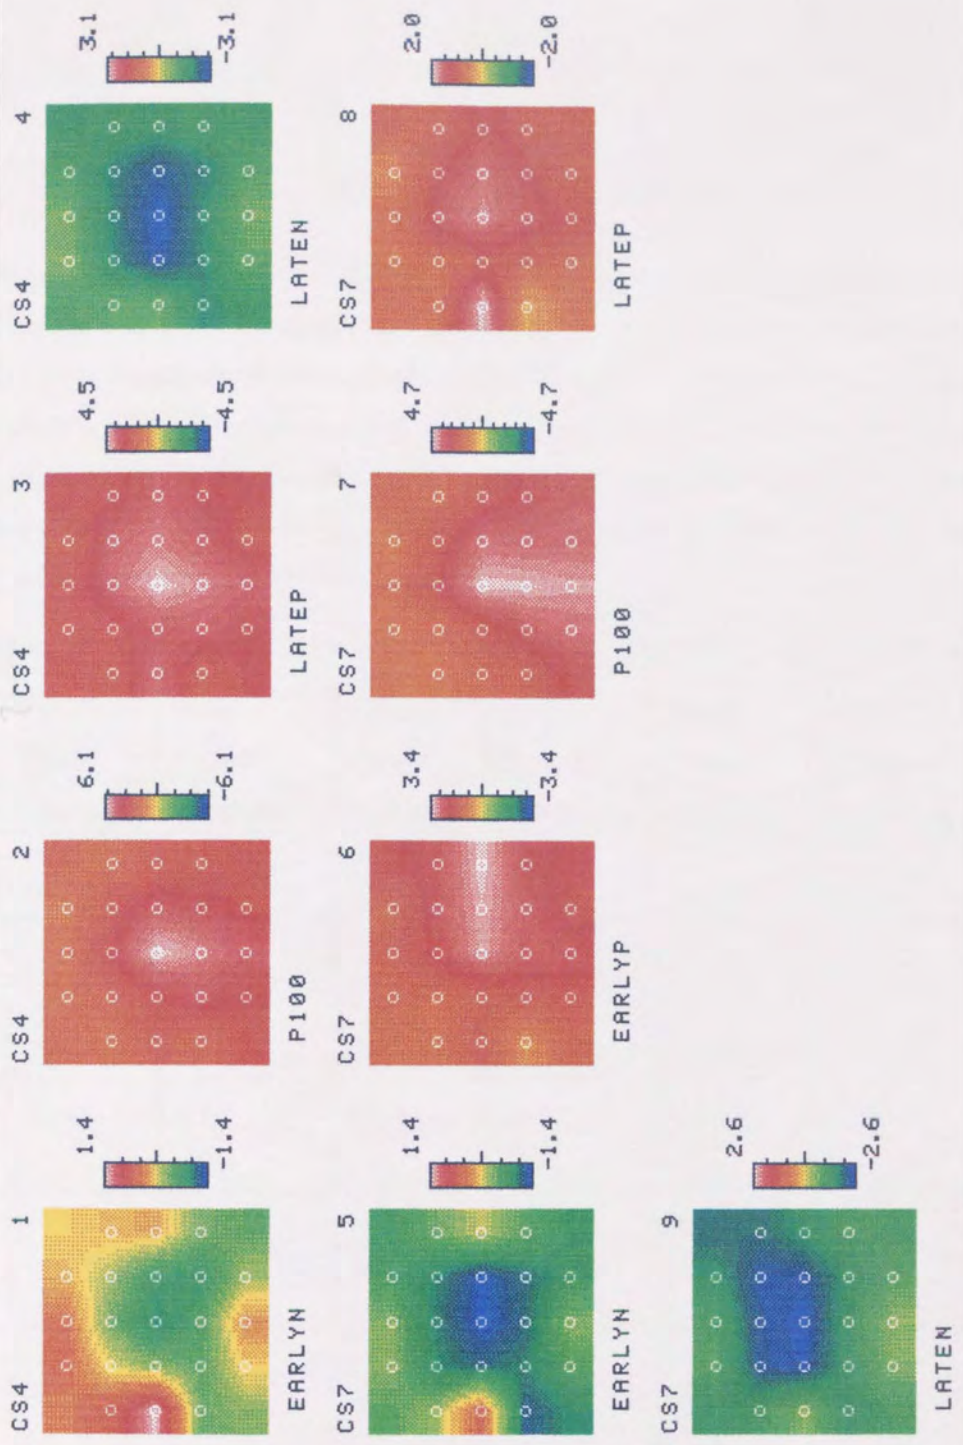 CS4 1
1.4
-1.4
EARLYN
CS4 2
6.1
-6.1
P100
CS4 3
4.5
-4.5
LATEP
CS4 4
3.1
-3.1
LATEN
CS7 5
1.4
-1.4
EARLYN
CS7 6
3.4
-3.4
EARLYP
CS7 7
4.7
-4.7
P100
CS7 8
2.0
-2.0
LATEP
CS7 9
2.6
-2.6
LATEN